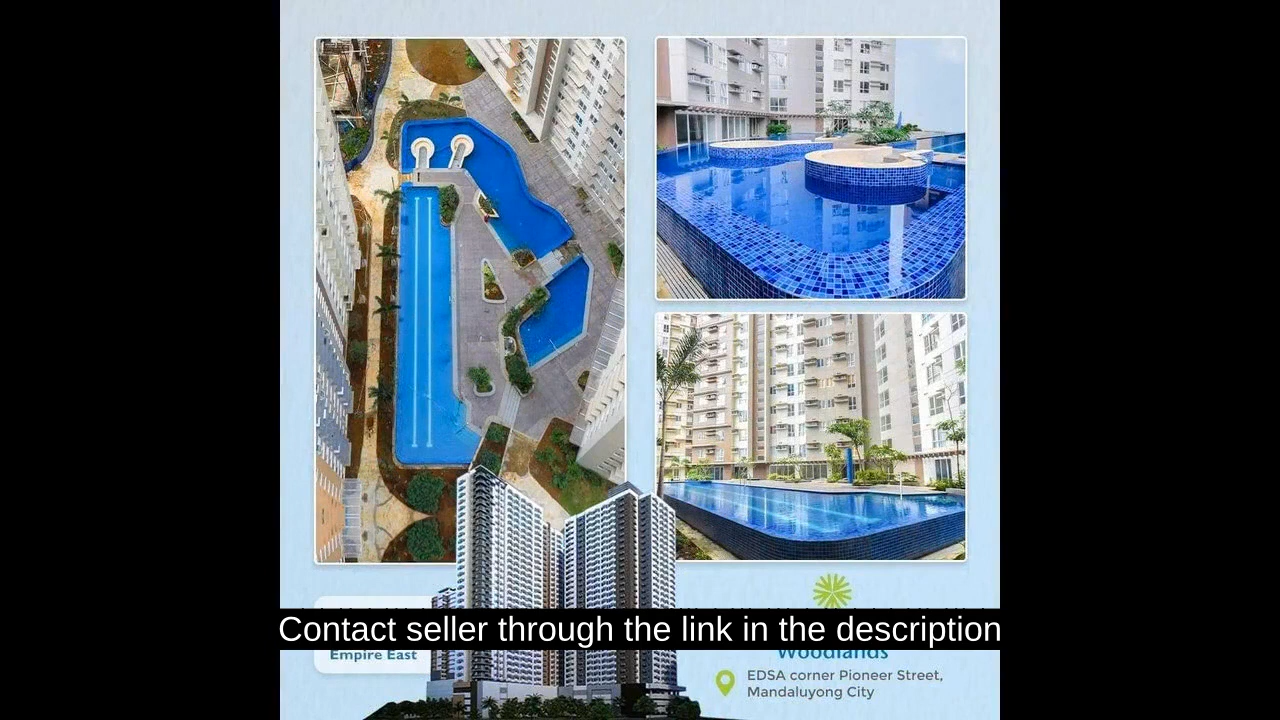 Contact seller through the link in the description
Empire East
Woodlands
EDSA corner Pioneer Street,
Mandaluyong City